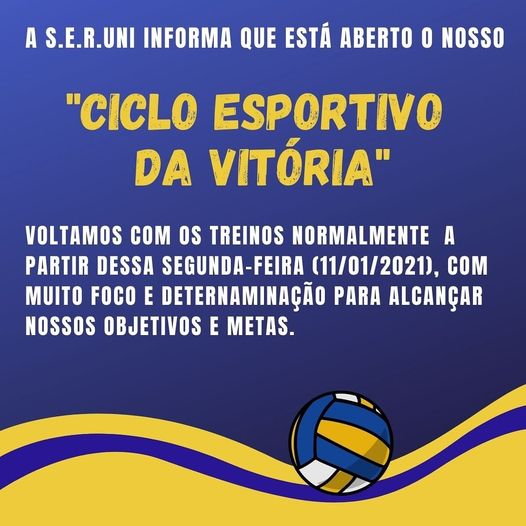 A S.E.R.UNI INFORMA QUE ESTÁ ABERTO O NOSSO
"CICLO ESPORTIVO
DA VITÓRIA"
VOLTAMOS COM OS TREINOS NORMALMENTE A
PARTIR DESSA SEGUNDA-FEIRA (11/01/2021), COM
MUITO FOCO E DETERNAMINAÇÃO PARA ALCANÇAR
NOSSOS OBJETIVOS E METAS.